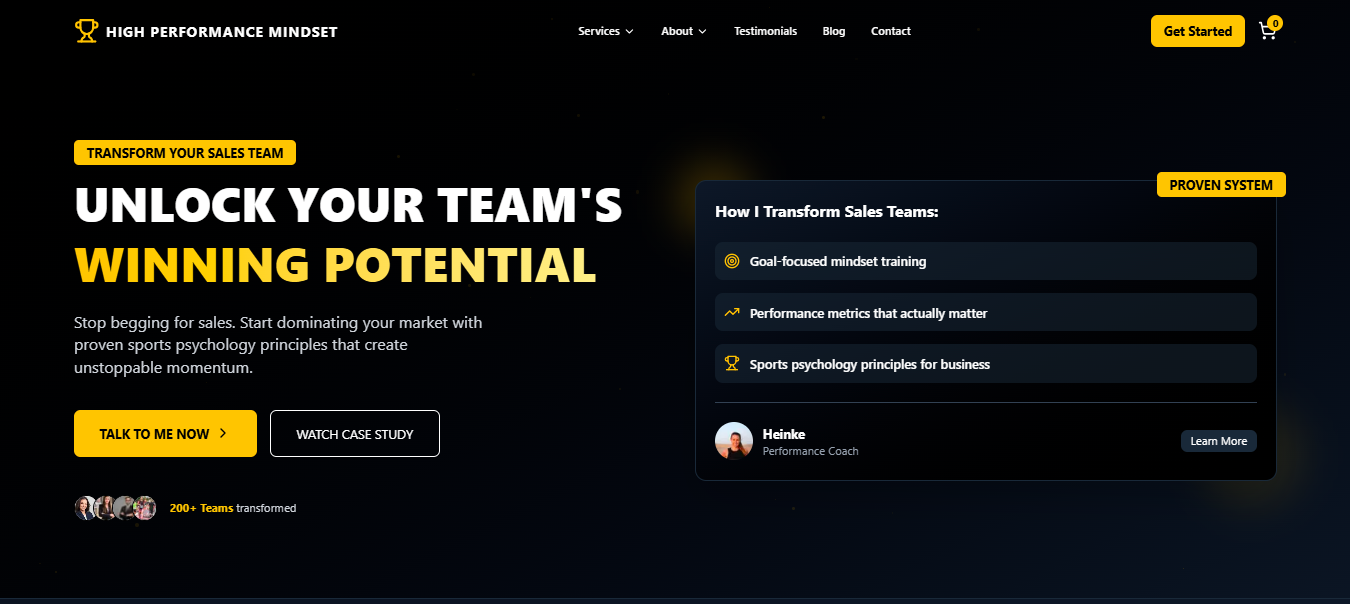 HIGH PERFORMANCE MINDSET
Services
About
Testimonials
Blog
Contact
Get Started
0
TRANSFORM YOUR SALES TEAM
UNLOCK YOUR TEAM'S
WINNING POTENTIAL
Stop begging for sales. Start dominating your market with
proven sports psychology principles that create
unstoppable momentum.
TALK TO ME NOW
WATCH CASE STUDY
200+ Teams transformed
PROVEN SYSTEM
How I Transform Sales Teams:
Goal-focused mindset training
Performance metrics that actually matter
Sports psychology principles for business
Heinke
Performance Coach
Learn More